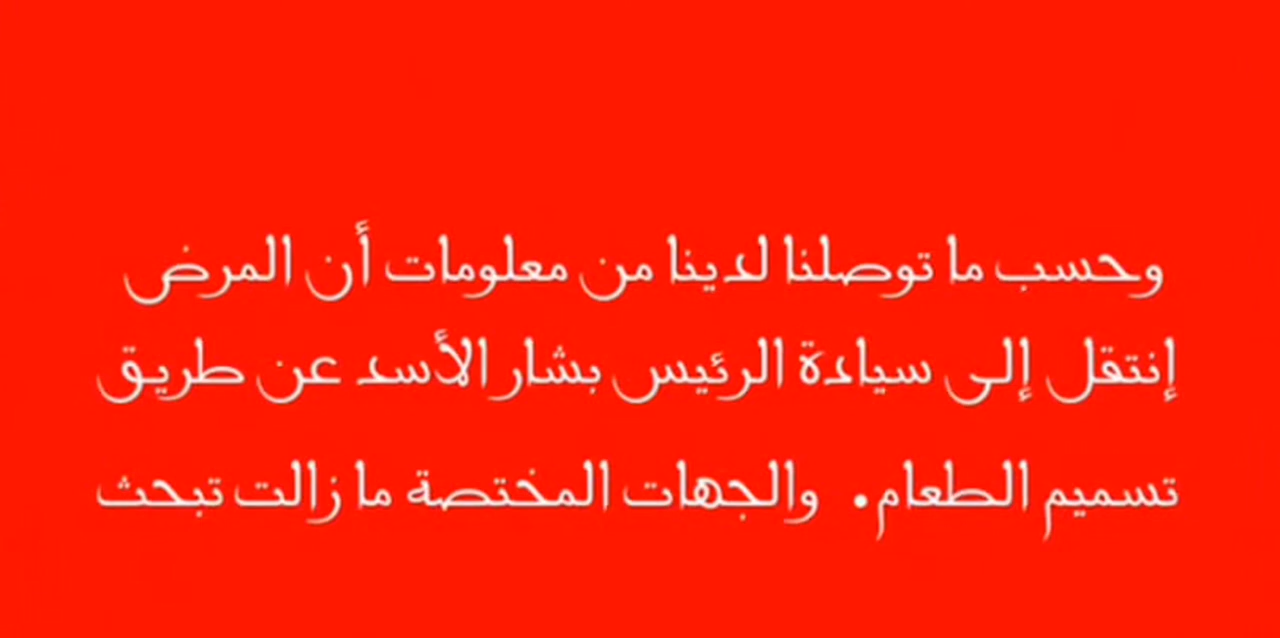 وحسب ما توصلنا لدينا من معلومات أن المرض
إنتقل إلى سيادة الرئيس بشار الأسد عن طريق
تسميم الطعام. والجهات المختصة ما زالت تبحث